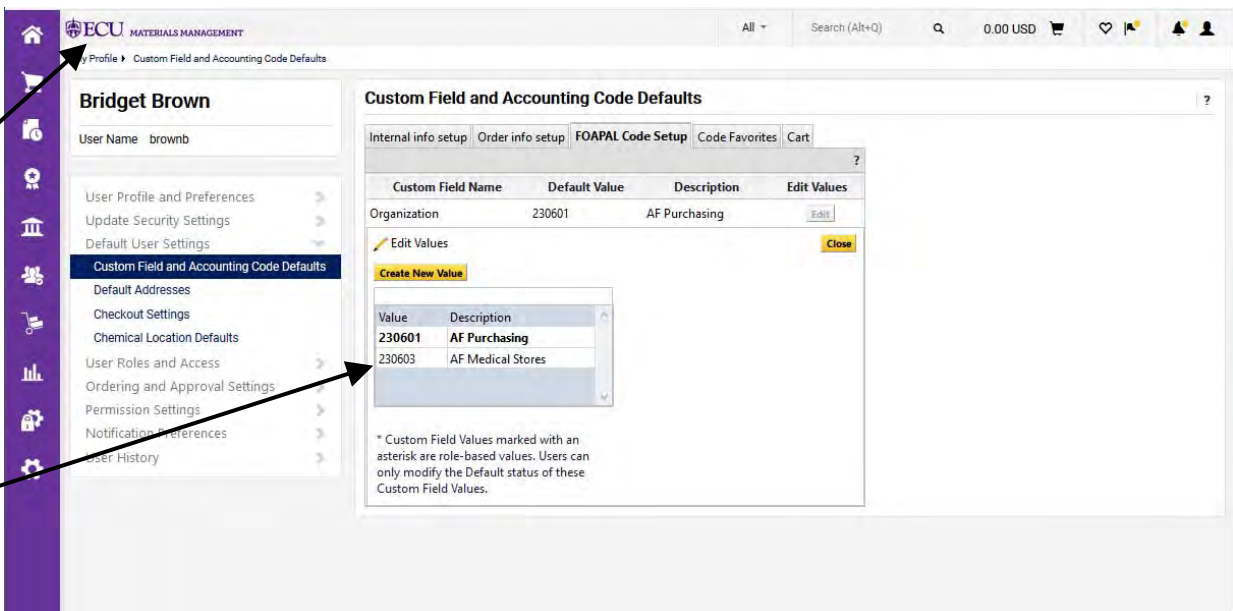 ECU MATERIALS MANAGEMENT
All
Search (Alt+Q)
0.00 USD
y Profile Custom Field and Accounting Code Defaults
Bridget Brown
User Name brownb
User Profile and Preferences
Update Security Settings
Default User Settings
Custom Field and Accounting Code Defaults
Default Addresses
Checkout Settings
Chemical Location Defaults
User Roles and Access
Ordering and Approval Settings
Permission Settings
Notification Preferences
User History
Custom Field and Accounting Code Defaults ?
Internal info setup Order info setup FOAPAL Code Setup Code Favorites Cart
?
Custom Field Name Default Value Description Edit Values
Organization 230601 AF Purchasing Edit
Edit Values Close
Create New Value
Value Description
230601 AF Purchasing
230603 AF Medical Stores
* Custom Field Values marked with an
asterisk are role-based values. Users can
only modify the Default status of these
Custom Field Values.